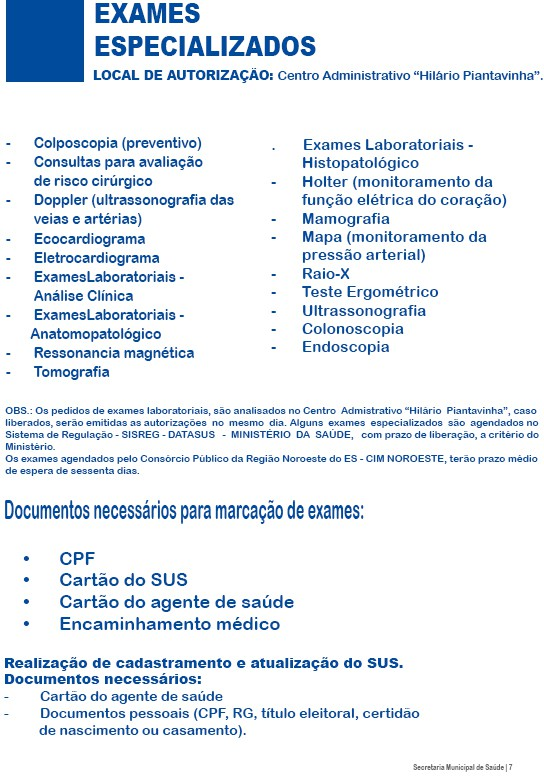 EXAMES
ESPECIALIZADOS
LOCAL DE AUTORIZAÇÃO: Centro Administrativo “Hilário Piantavinha”.
- Colposcopia (preventivo)
- Consultas para avaliação
de risco cirúrgico
- Doppler (ultrassonografia das
veias e artérias)
- Ecocardiograma
- Eletrocardiograma
- ExamesLaboratoriais -
Análise Clínica
- ExamesLaboratoriais -
Anatomopatológico
- Ressonancia magnética
- Tomografia
. Exames Laboratoriais -
Histopatológico
- Holter (monitoramento da
função elétrica do coração)
- Mamografia
- Mapa (monitoramento da
pressão arterial)
- Raio-X
- Teste Ergométrico
- Ultrassonografia
- Colonoscopia
- Endoscopia
OBS.: Os pedidos de exames laboratoriais, são analisados no Centro Admistrativo “Hilário Piantavinha”, caso
liberados, serão emitidas as autorizações no mesmo dia. Alguns exames especializados são agendados no
Sistema de Regulação - SISREG - DATASUS - MINISTÉRIO DA SAÚDE, com prazo de liberação, a critério do
Ministério.
Os exames agendados pelo Consórcio Público da Região Noroeste do ES - CIM NOROESTE, terão prazo médio
de espera de sessenta dias.
Documentos necessários para marcação de exames:
• CPF
• Cartão do SUS
• Cartão do agente de saúde
• Encaminhamento médico
Realização de cadastramento e atualização do SUS.
Documentos necessários:
- Cartão do agente de saúde
- Documentos pessoais (CPF, RG, título eleitoral, certidão
de nascimento ou casamento).
Secretaria Municipal de Saúde | 7